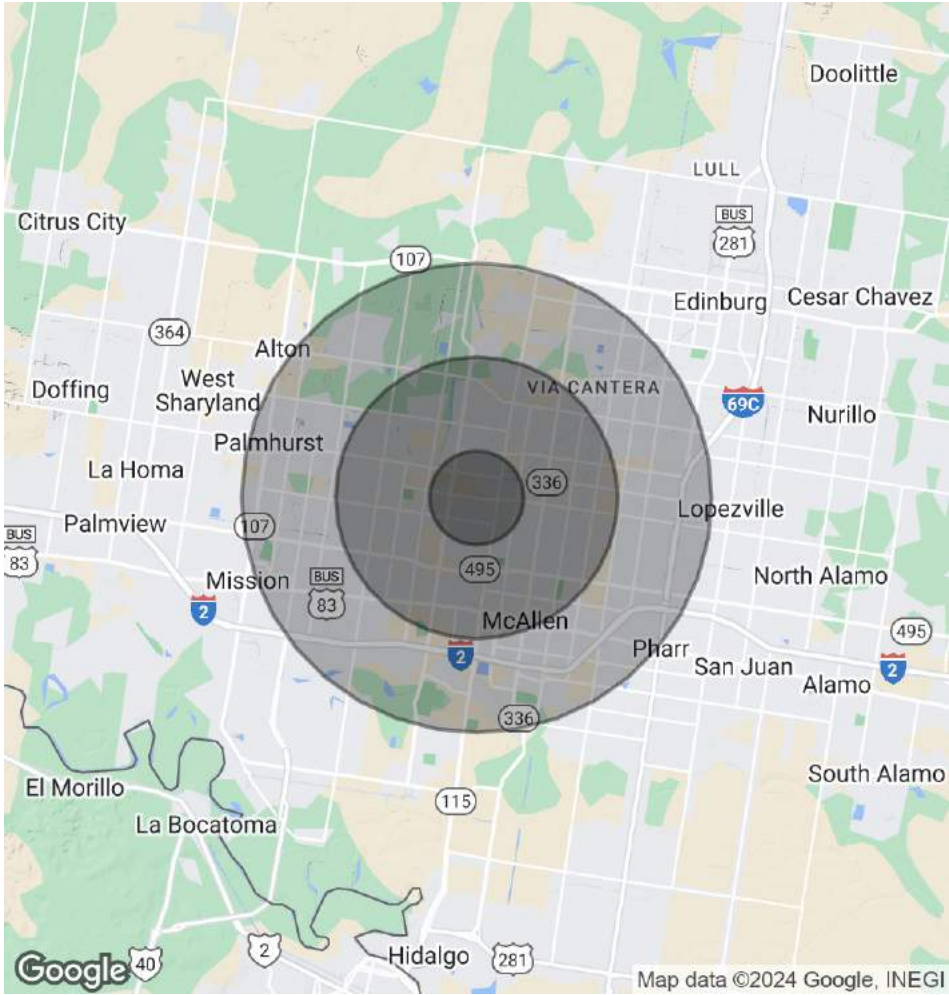 Doolittle
LULL
BUS
281
Citrus City
107
Edinburg
Cesar Chavez
364
Alton
West
Sharyland
VIA CANTERA
Doffing
69C
Nurillo
Palmhurst
La Homa
336
Palmview
107
Lopezville
BUS
83
495
Mission
BUS
83
North Alamo
2
McAllen
495
2
Pharr
San Juan
2
Alamo
336
South Alamo
El Morillo
115
La Bocatoma
Hidalgo
281
Google
40
2
Map data ©2024 Google, INEGI